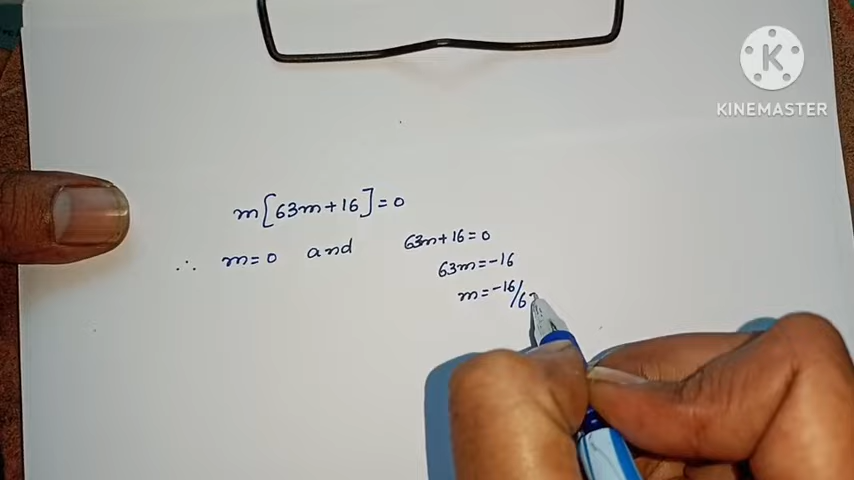 KINEMASTER
m[63m+16]=0
∴ m=0 and 63m+16=0
63m=-16
m=-16/6